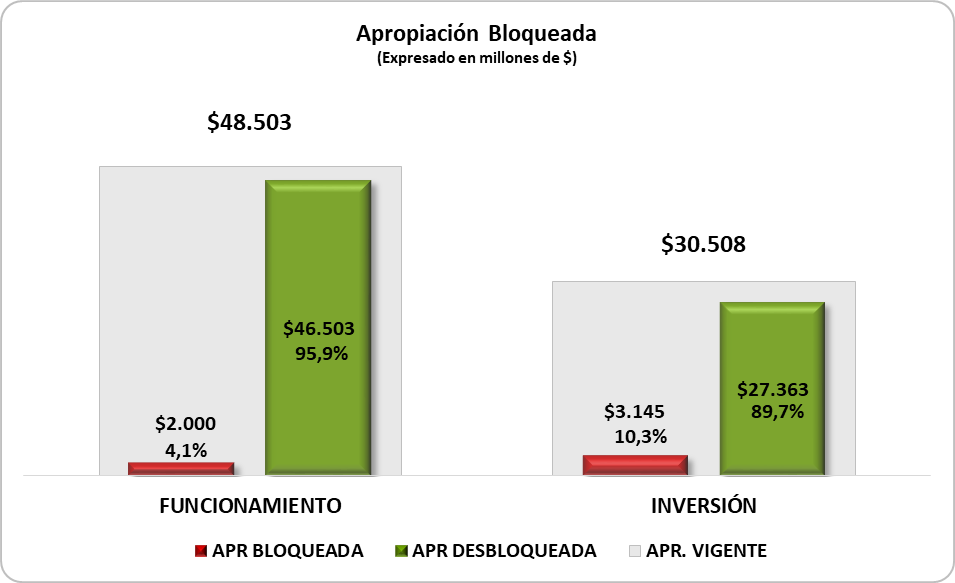 Apropiación Bloqueada
(Expresado en millones de $)
$48.503
$30.508
$46.503
95,9%
$2.000
4,1%
$27.363
89,7%
$3.145
10,3%
FUNCIONAMIENTO
INVERSIÓN
APR BLOQUEADA
APR DESBLOQUEADA
APR. VIGENTE